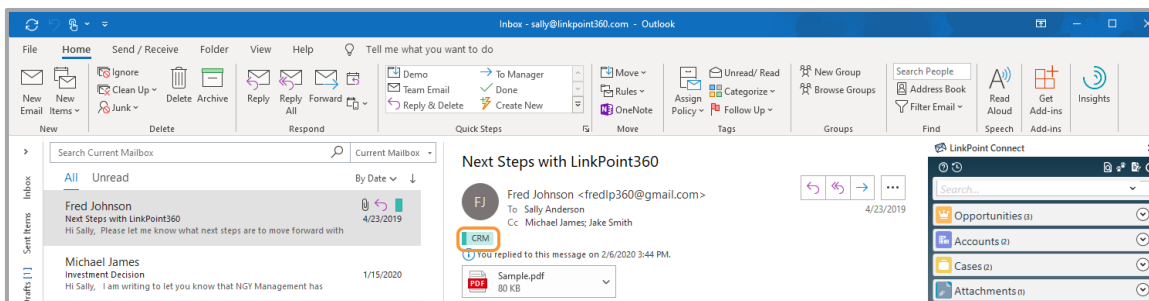 Inbox - sally@linkpoint360.com - Outlook
File Home Send / Receive Folder View Help Tell me what you want to do
New Email
New Items
Ignore
Clean Up
Junk
Delete
Archive
Reply
Reply All
Forward
Demo
Team Email
Reply & Delete
To Manager
Done
Create New
Move
Rules
OneNote
Assign Policy
Unread/ Read
Categorize
Follow Up
New Group
Browse Groups
Search People
Address Book
Filter Email
Read Aloud
Get Add-ins
Insights
New Delete Respond Quick Steps Move Tags Groups Find Speech Add-ins
Inbox
Sent Items
Drafts [1]
Search Current Mailbox Current Mailbox
All Unread By Date
Fred Johnson
Next Steps with LinkPoint360 4/23/2019
Hi Sally, Please let me know what next steps are to move forward with
Michael James
Investment Decision 1/15/2020
Hi Sally, I am writing to let you know that NGY Management has
Next Steps with LinkPoint360
FJ
Fred Johnson <fredlp360@gmail.com>
To Sally Anderson
Cc Michael James; Jake Smith
4/23/2019
CRM
You replied to this message on 2/6/2020 3:44 PM.
PDF
Sample.pdf
80 KB
LinkPoint Connect
Search...
Opportunities (3)
Accounts (2)
Cases (2)
Attachments (1)